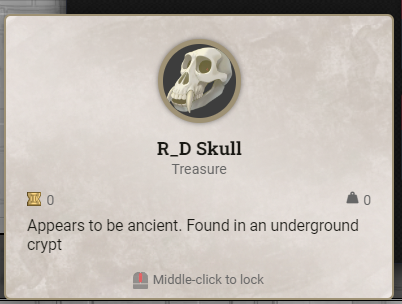 R_D Skull
Treasure
0
0
Appears to be ancient. Found in an underground
crypt
Middle-click to lock